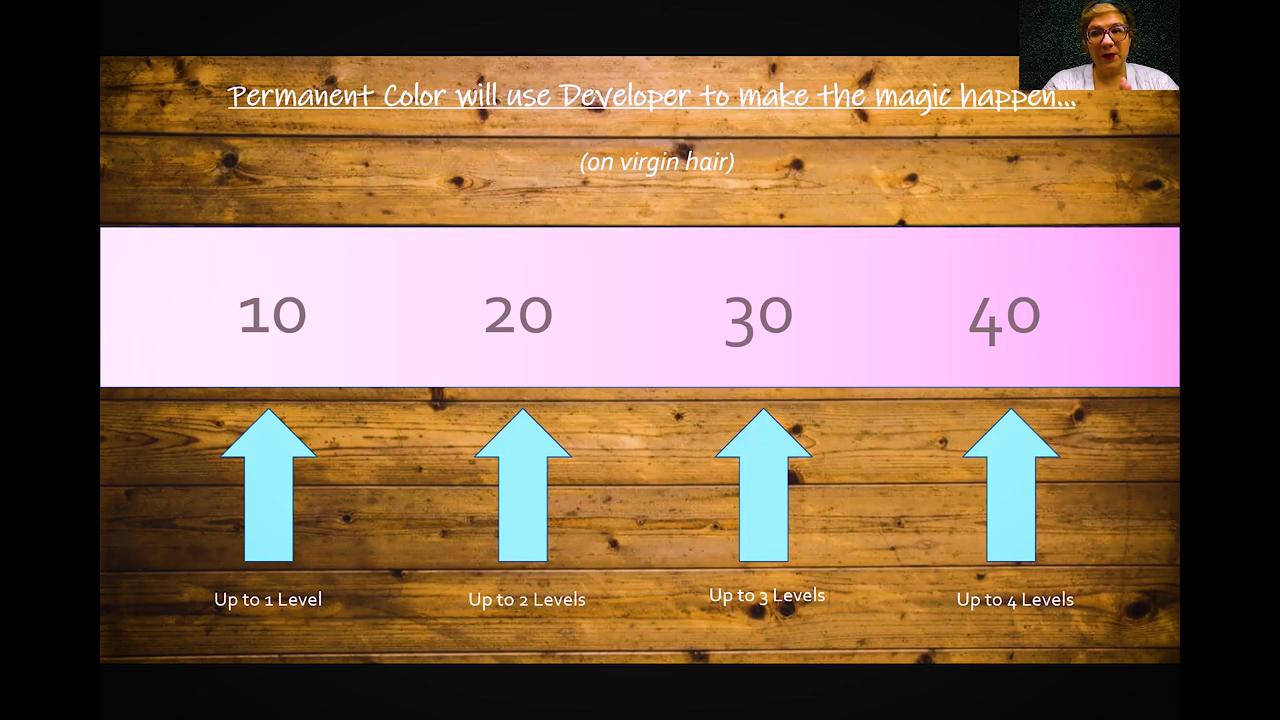 Permanent Color will use Developer to make the magic happen...
(on virgin hair)
10 20 30 40
Up to 1 Level Up to 2 Levels Up to 3 Levels Up to 4 Levels